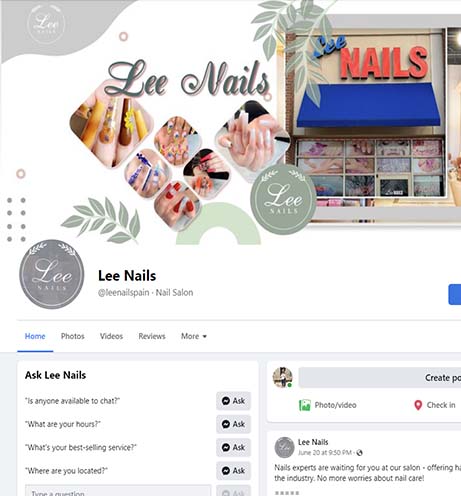 Lee
NAILS
Lee Nails
Lee
NAILS
Lee
NAILS
Lee
NAILS
Lee Nails
@leenailspain · Nail Salon
Home
Photos
Videos
Reviews
More
Ask Lee Nails
"Is anyone available to chat?"
Ask
"What are your hours?"
Ask
"What's your best-selling service?"
Ask
"Where are you located?"
Ask
Type a question
Ask
Create po
Photo/video
Check in
Lee Nails
June 20 at 9:50 PM ·
Nails experts are waiting for you at our salon - offering ha
the industry. No more worries about nail care!
=====